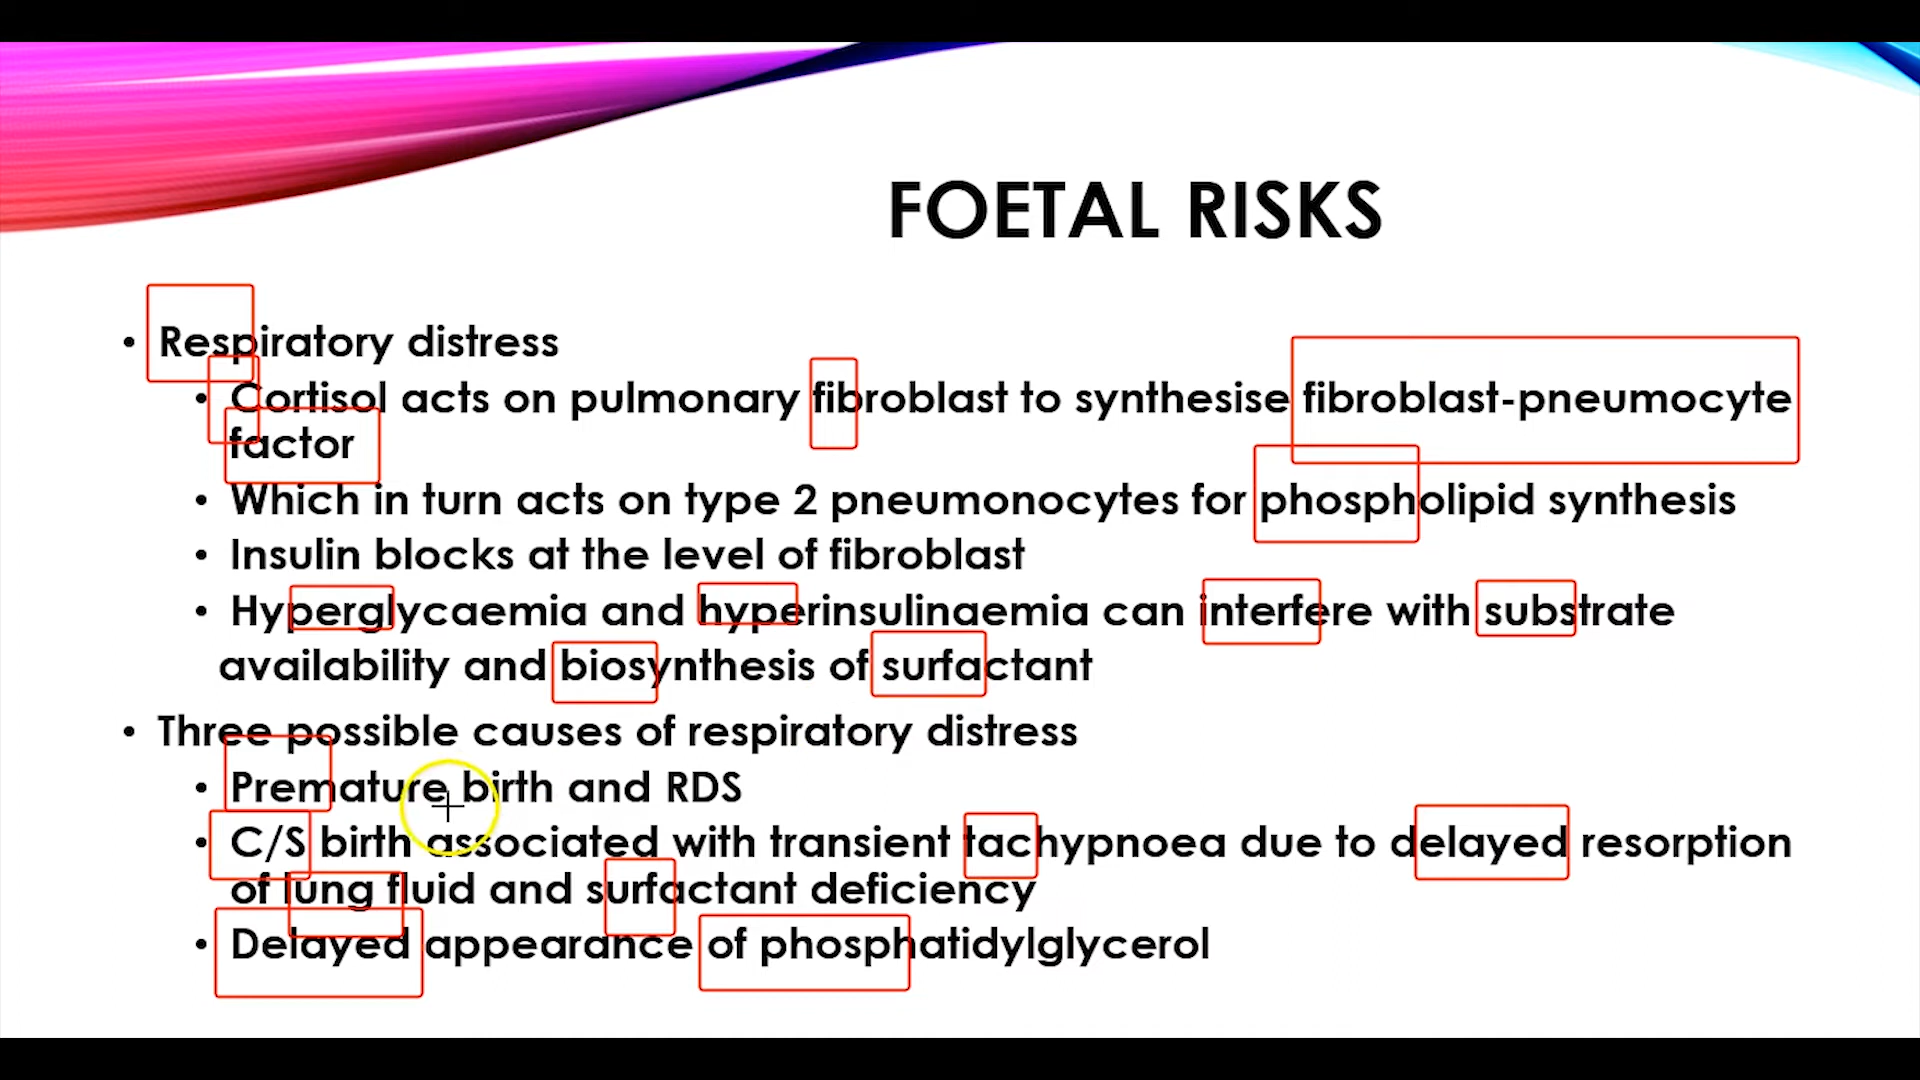 FOETAL RISKS
• Respiratory distress
• Cortisol acts on pulmonary fibroblast to synthesise fibroblast-pneumocyte
factor
• Which in turn acts on type 2 pneumonocytes for phospholipid synthesis
• Insulin blocks at the level of fibroblast
• Hyperglycaemia and hyperinsulinaemia can interfere with substrate
availability and biosynthesis of surfactant
• Three possible causes of respiratory distress
• Premature birth and RDS
• C/S birth associated with transient tachypnoea due to delayed resorption
of lung fluid and surfactant deficiency
• Delayed appearance of phosphatidylglycerol